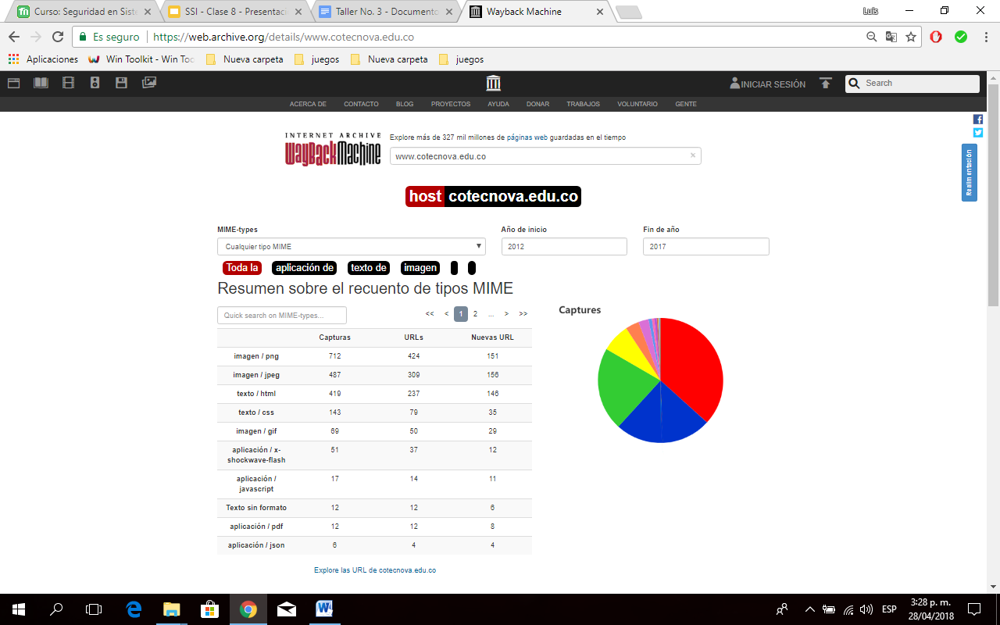 Curso: Seguridad en Siste
SSI - Clase 8 - Presentaci
Taller No. 3 - Documento
Wayback Machine
Luis
Es seguro
https://web.archive.org/details/www.cotecnova.edu.co
Aplicaciones
Win Toolkit - Win Too
Nueva carpeta
juegos
Nueva carpeta
juegos
INICIAR SESIÓN
Search
ACERCA DE CONTACTO BLOG PROYECTOS AYUDA DONAR TRABAJOS VOLUNTARIO GENTE
INTERNET ARCHIVE
WayBackMachine
Explore más de 327 mil millones de páginas web guardadas en el tiempo
www.cotecnova.edu.co
Realimentación
host cotecnova.edu.co
MIME-types Año de inicio Fin de año
Cualquier tipo MIME 2012 2017
Toda la aplicación de texto de imagen
Resumen sobre el recuento de tipos MIME
Quick search on MIME-types...
<< < 1 2 ... > >>
Captures
Capturas URLs Nuevas URL
imagen / png 712 424 151
imagen / jpeg 487 309 156
texto / html 419 237 146
texto / css 143 79 35
imagen / gif 69 50 29
aplicación / x-
shockwave-flash 51 37 12
aplicación /
javascript 17 14 11
Texto sin formato 12 12 6
aplicación / pdf 12 12 8
aplicación / json 6 4 4
Explore las URL de cotecnova.edu.co
ESP
3:28 p. m.
28/04/2018